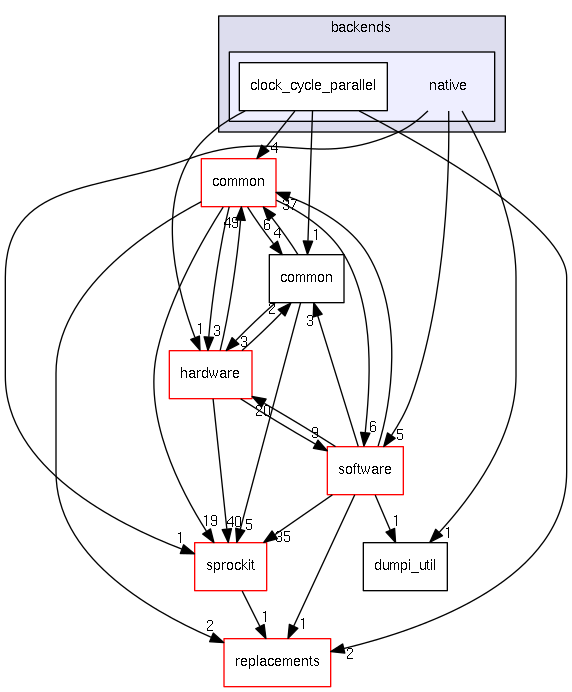 backends
clock_cycle_parallel
native
4
common
37
49
6
4
1
common
2
3
1
3
3
hardware
20
9
6
5
software
19
40
5
35
1
1
1
sprockit
dumpi_util
2
1
1
2
replacements